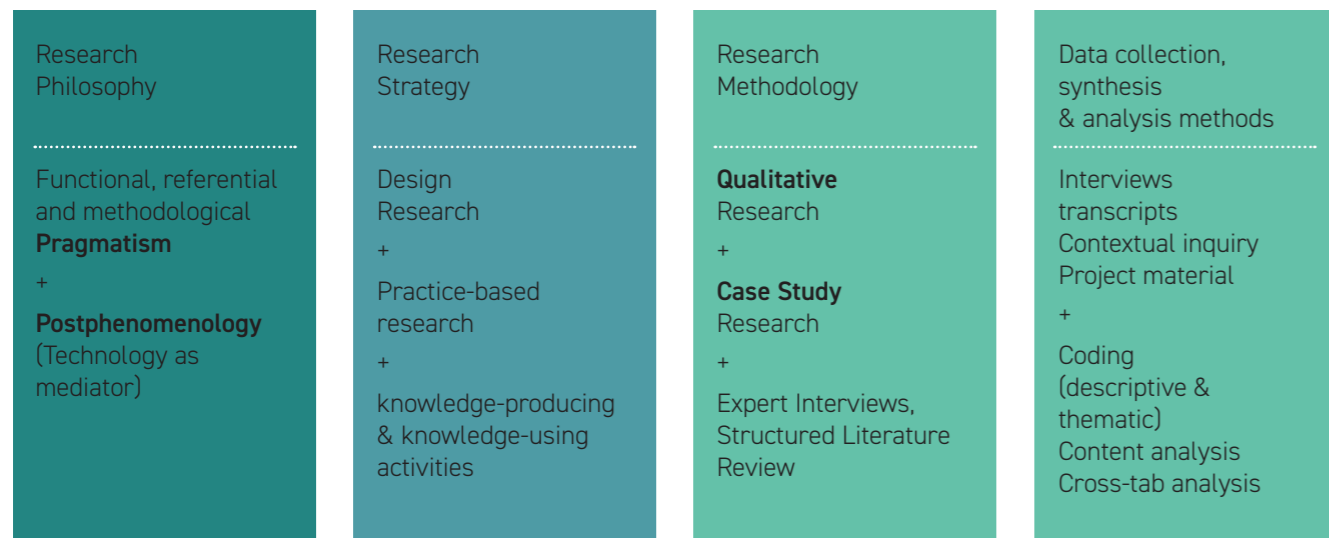 Research
Philosophy
Functional, referential
and methodological
Pragmatism
+
Postphenomenology
(Technology as
mediator)
Research
Strategy
Design
Research
+
Practice-based
research
+
knowledge-producing
& knowledge-using
activities
Research
Methodology
Qualitative
Research
+
Case Study
Research
+
Expert Interviews,
Structured Literature
Review
Data collection,
synthesis
& analysis methods
Interviews
transcripts
Contextual inquiry
Project material
+
Coding
(descriptive &
thematic)
Content analysis
Cross-tab analysis